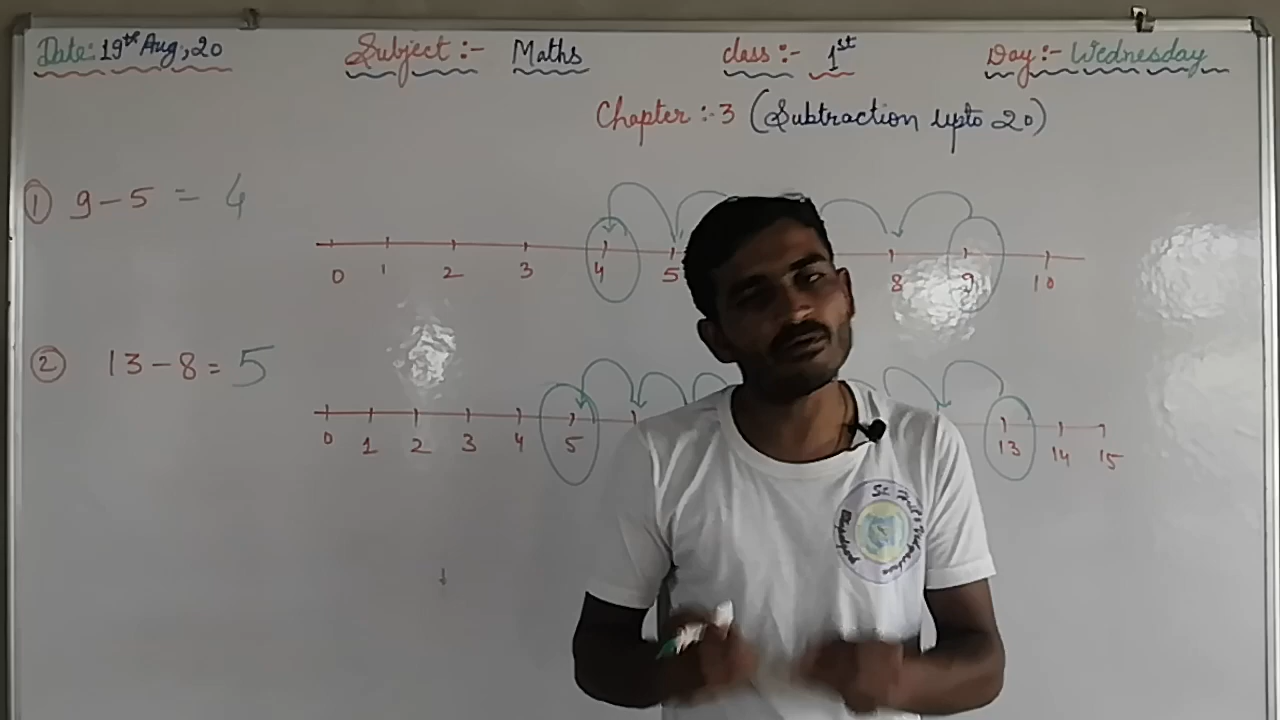 Date: 19th Aug, 20 Subject :- Maths class :- 1st Day :- Wednesday
Chapter :- 3 (Subtraction upto 20)
1 9 - 5 = 4
0 1 2 3 4 5 8 9 10
2 13 - 8 = 5
0 1 2 3 4 5 13 14 15